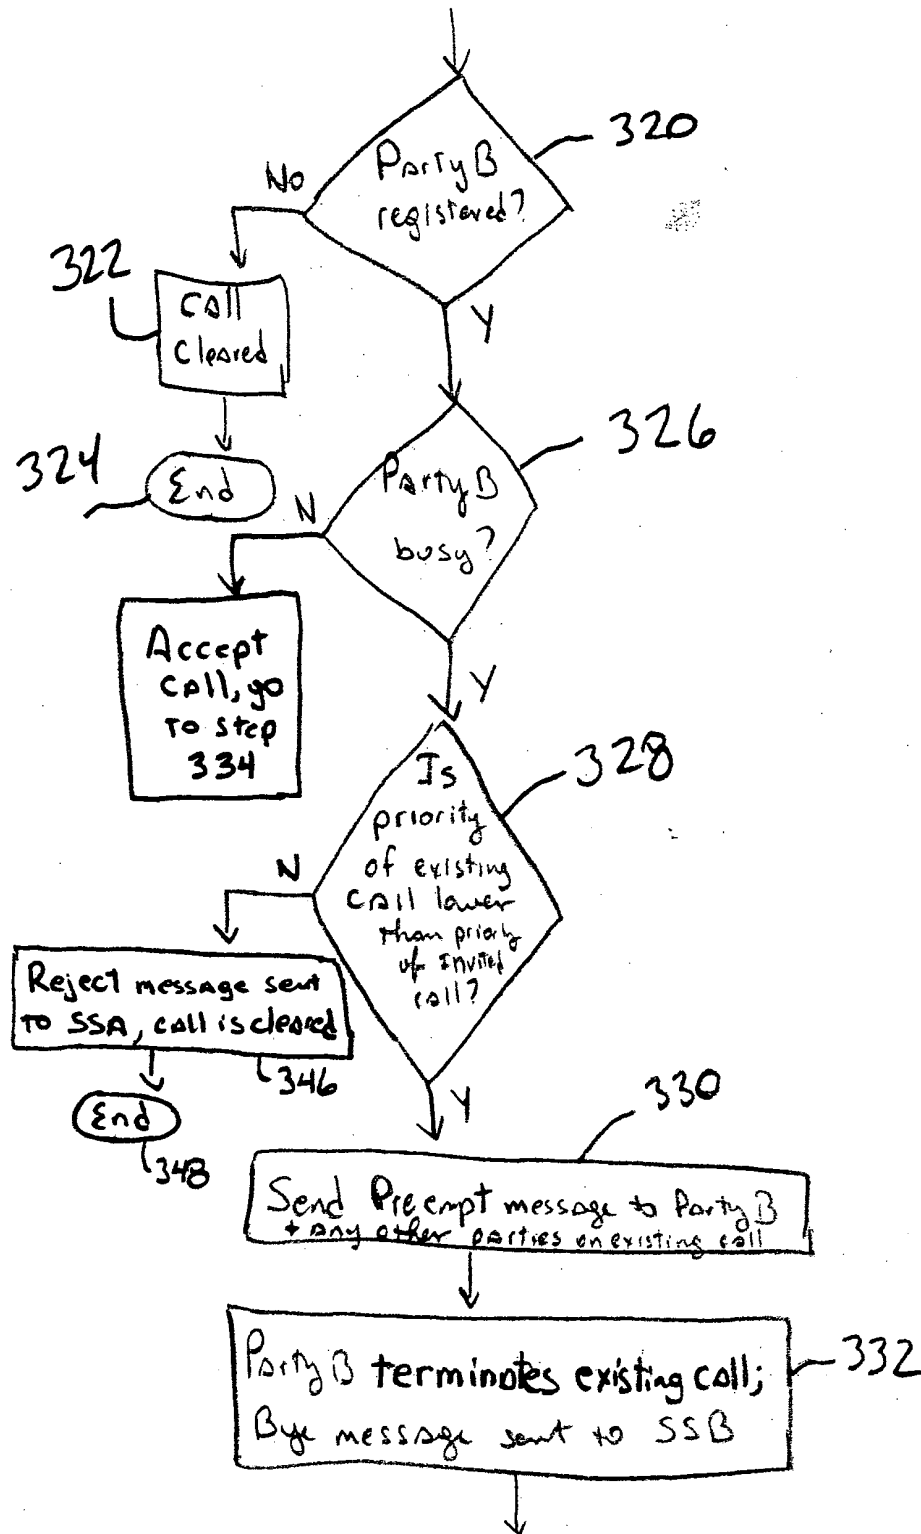 320
Party B
registered?
No
Y
322
Call
Cleared
324
End
326
Party B
busy?
N
Y
Accept
call, go
to step
334
328
Is
priority
of existing
call lower
than priority
of Invited
call?
N
Y
Reject message sent
to SSA, call is cleared
346
End
348
330
Send Preempt message to Party B
+ any other parties on existing call
332
Party B terminates existing call;
Bye message sent to SSB